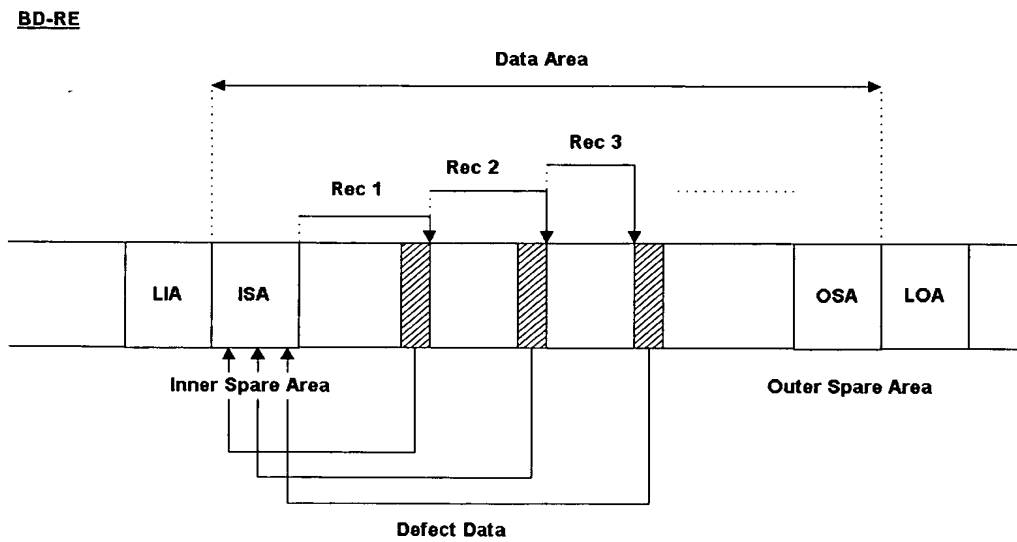 BD-RE
Data Area
Rec 3
Rec 2
Rec 1
LIA
ISA
OSA
LOA
Inner Spare Area
Outer Spare Area
Defect Data